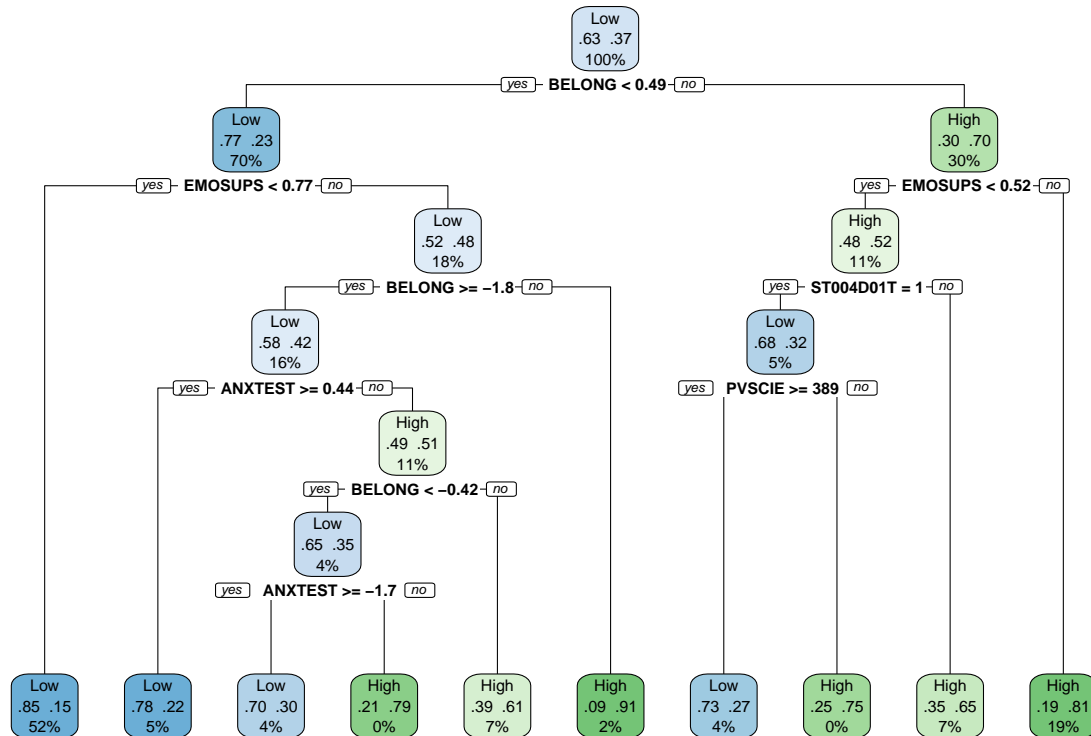 Low
.63 .37
100%
yes BELONG < 0.49 no
Low
.77 .23
70%
High
.30 .70
30%
yes EMOSUPS < 0.77 no
yes EMOSUPS < 0.52 no
Low
.52 .48
18%
High
.48 .52
11%
yes BELONG >= −1.8 no
yes ST004D01T = 1 no
Low
.58 .42
16%
Low
.68 .32
5%
yes ANXTEST >= 0.44 no
yes PVSCIE >= 389 no
High
.49 .51
11%
yes BELONG < −0.42 no
Low
.65 .35
4%
yes ANXTEST >= −1.7 no
Low
.85 .15
52%
Low
.78 .22
5%
Low
.70 .30
4%
High
.21 .79
0%
High
.39 .61
7%
High
.09 .91
2%
Low
.73 .27
4%
High
.25 .75
0%
High
.35 .65
7%
High
.19 .81
19%